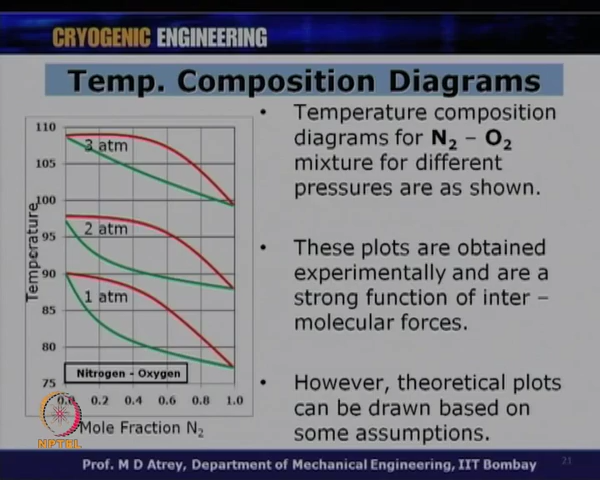 CRYOGENIC ENGINEERING
Temp. Composition Diagrams
110
105
100
95
90
85
80
75
Temperature
3 atm
2 atm
1 atm
Nitrogen - Oxygen
0.0 0.2 0.4 0.6 0.8 1.0
Mole Fraction N2
NPTEL
• Temperature composition
diagrams for N2 – O2
mixture for different
pressures are as shown.
• These plots are obtained
experimentally and are a
strong function of inter –
molecular forces.
• However, theoretical plots
can be drawn based on
some assumptions.
Prof. M D Atrey, Department of Mechanical Engineering, IIT Bombay
21